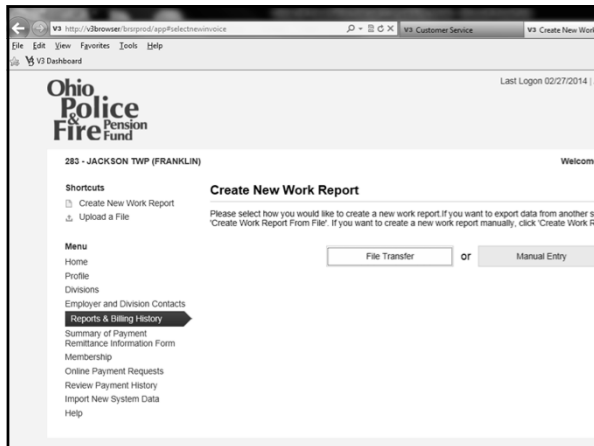 V3 http://v3browser/brsrprod/app#selectnewinvoice
V3 Customer Service
V3 Create New Work
File Edit View Favorites Tools Help
V3 Dashboard
Last Logon 02/27/2014 |
Ohio
Police
& Fire Pension
Fund
283 - JACKSON TWP (FRANKLIN)
Welcom
Shortcuts
Create New Work Report
Upload a File
Create New Work Report
Please select how you would like to create a new work report.If you want to export data from another s
'Create Work Report From File'. If you want to create a new work report manually, click 'Create Work R
File Transfer or Manual Entry
Menu
Home
Profile
Divisions
Employer and Division Contacts
Reports & Billing History
Summary of Payment
Remittance Information Form
Membership
Online Payment Requests
Review Payment History
Import New System Data
Help